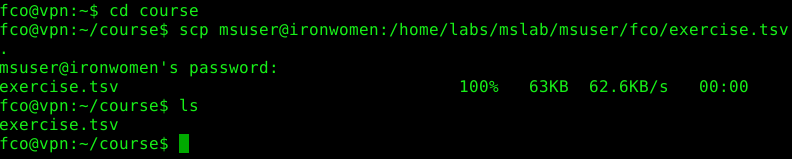 fco@vpn:~$ cd course
fco@vpn:~/course$ scp msuser@ironwomen:/home/labs/mslab/msuser/fco/exercise.tsv
.
msuser@ironwomen's password:
exercise.tsv                                  100%   63KB  62.6KB/s   00:00
fco@vpn:~/course$ ls
exercise.tsv
fco@vpn:~/course$